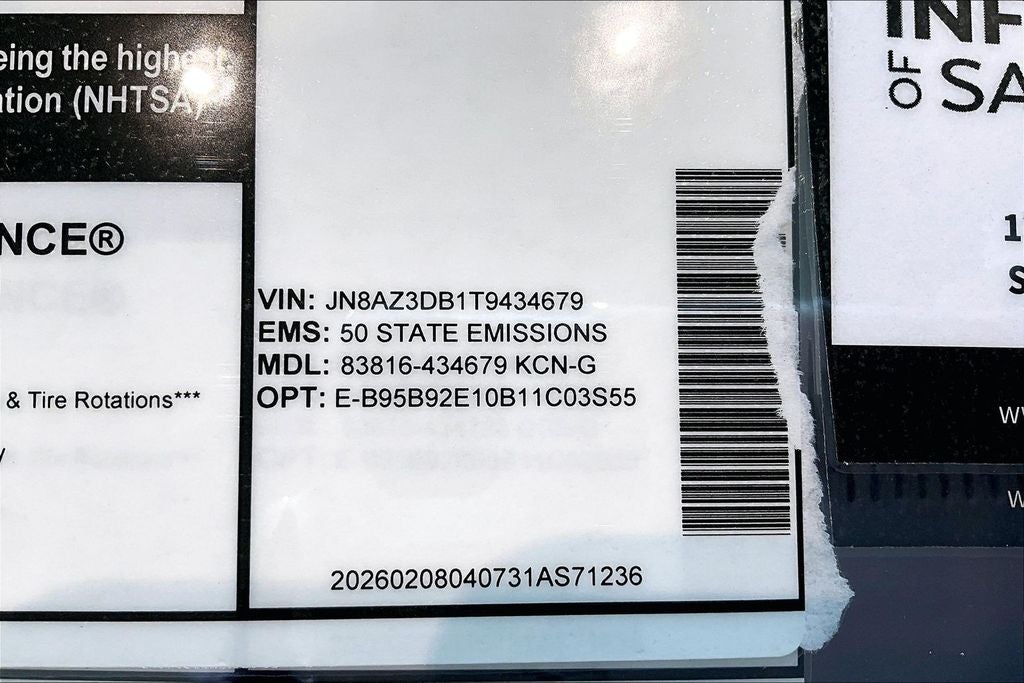 eing the highest
ation (NHTSA)
NCE®
& Tire Rotations***
y
VIN: JN8AZ3DB1T9434679
EMS: 50 STATE EMISSIONS
MDL: 83816-434679 KCN-G
OPT: E-B95B92E10B11C03S55
20260208040731AS71236
INF
OF SA
1
S
W
W